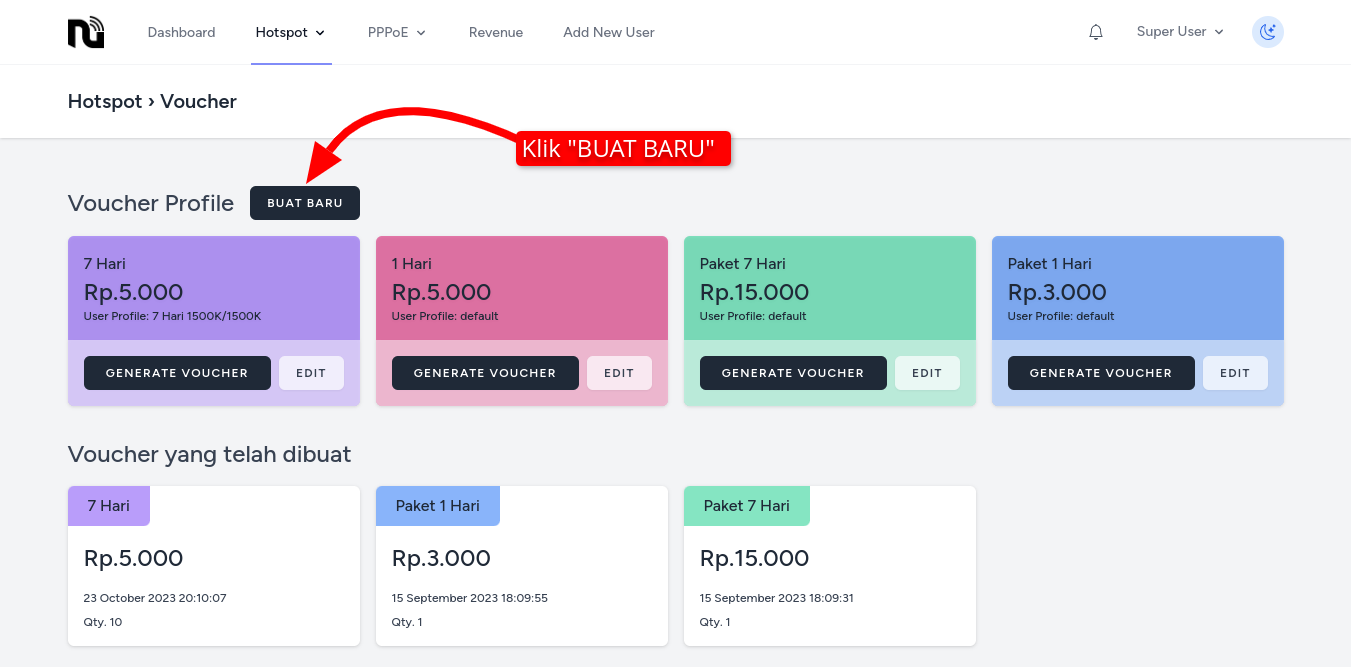 Dashboard
Hotspot
PPPoE
Revenue
Add New User
Super User
Hotspot › Voucher
Klik "BUAT BARU"
Voucher Profile
BUAT BARU
7 Hari
Rp.5.000
User Profile: 7 Hari 1500K/1500K
GENERATE VOUCHER
EDIT
1 Hari
Rp.5.000
User Profile: default
GENERATE VOUCHER
EDIT
Paket 7 Hari
Rp.15.000
User Profile: default
GENERATE VOUCHER
EDIT
Paket 1 Hari
Rp.3.000
User Profile: default
GENERATE VOUCHER
EDIT
Voucher yang telah dibuat
7 Hari
Rp.5.000
23 October 2023 20:10:07
Qty. 10
Paket 1 Hari
Rp.3.000
15 September 2023 18:09:55
Qty. 1
Paket 7 Hari
Rp.15.000
15 September 2023 18:09:31
Qty. 1